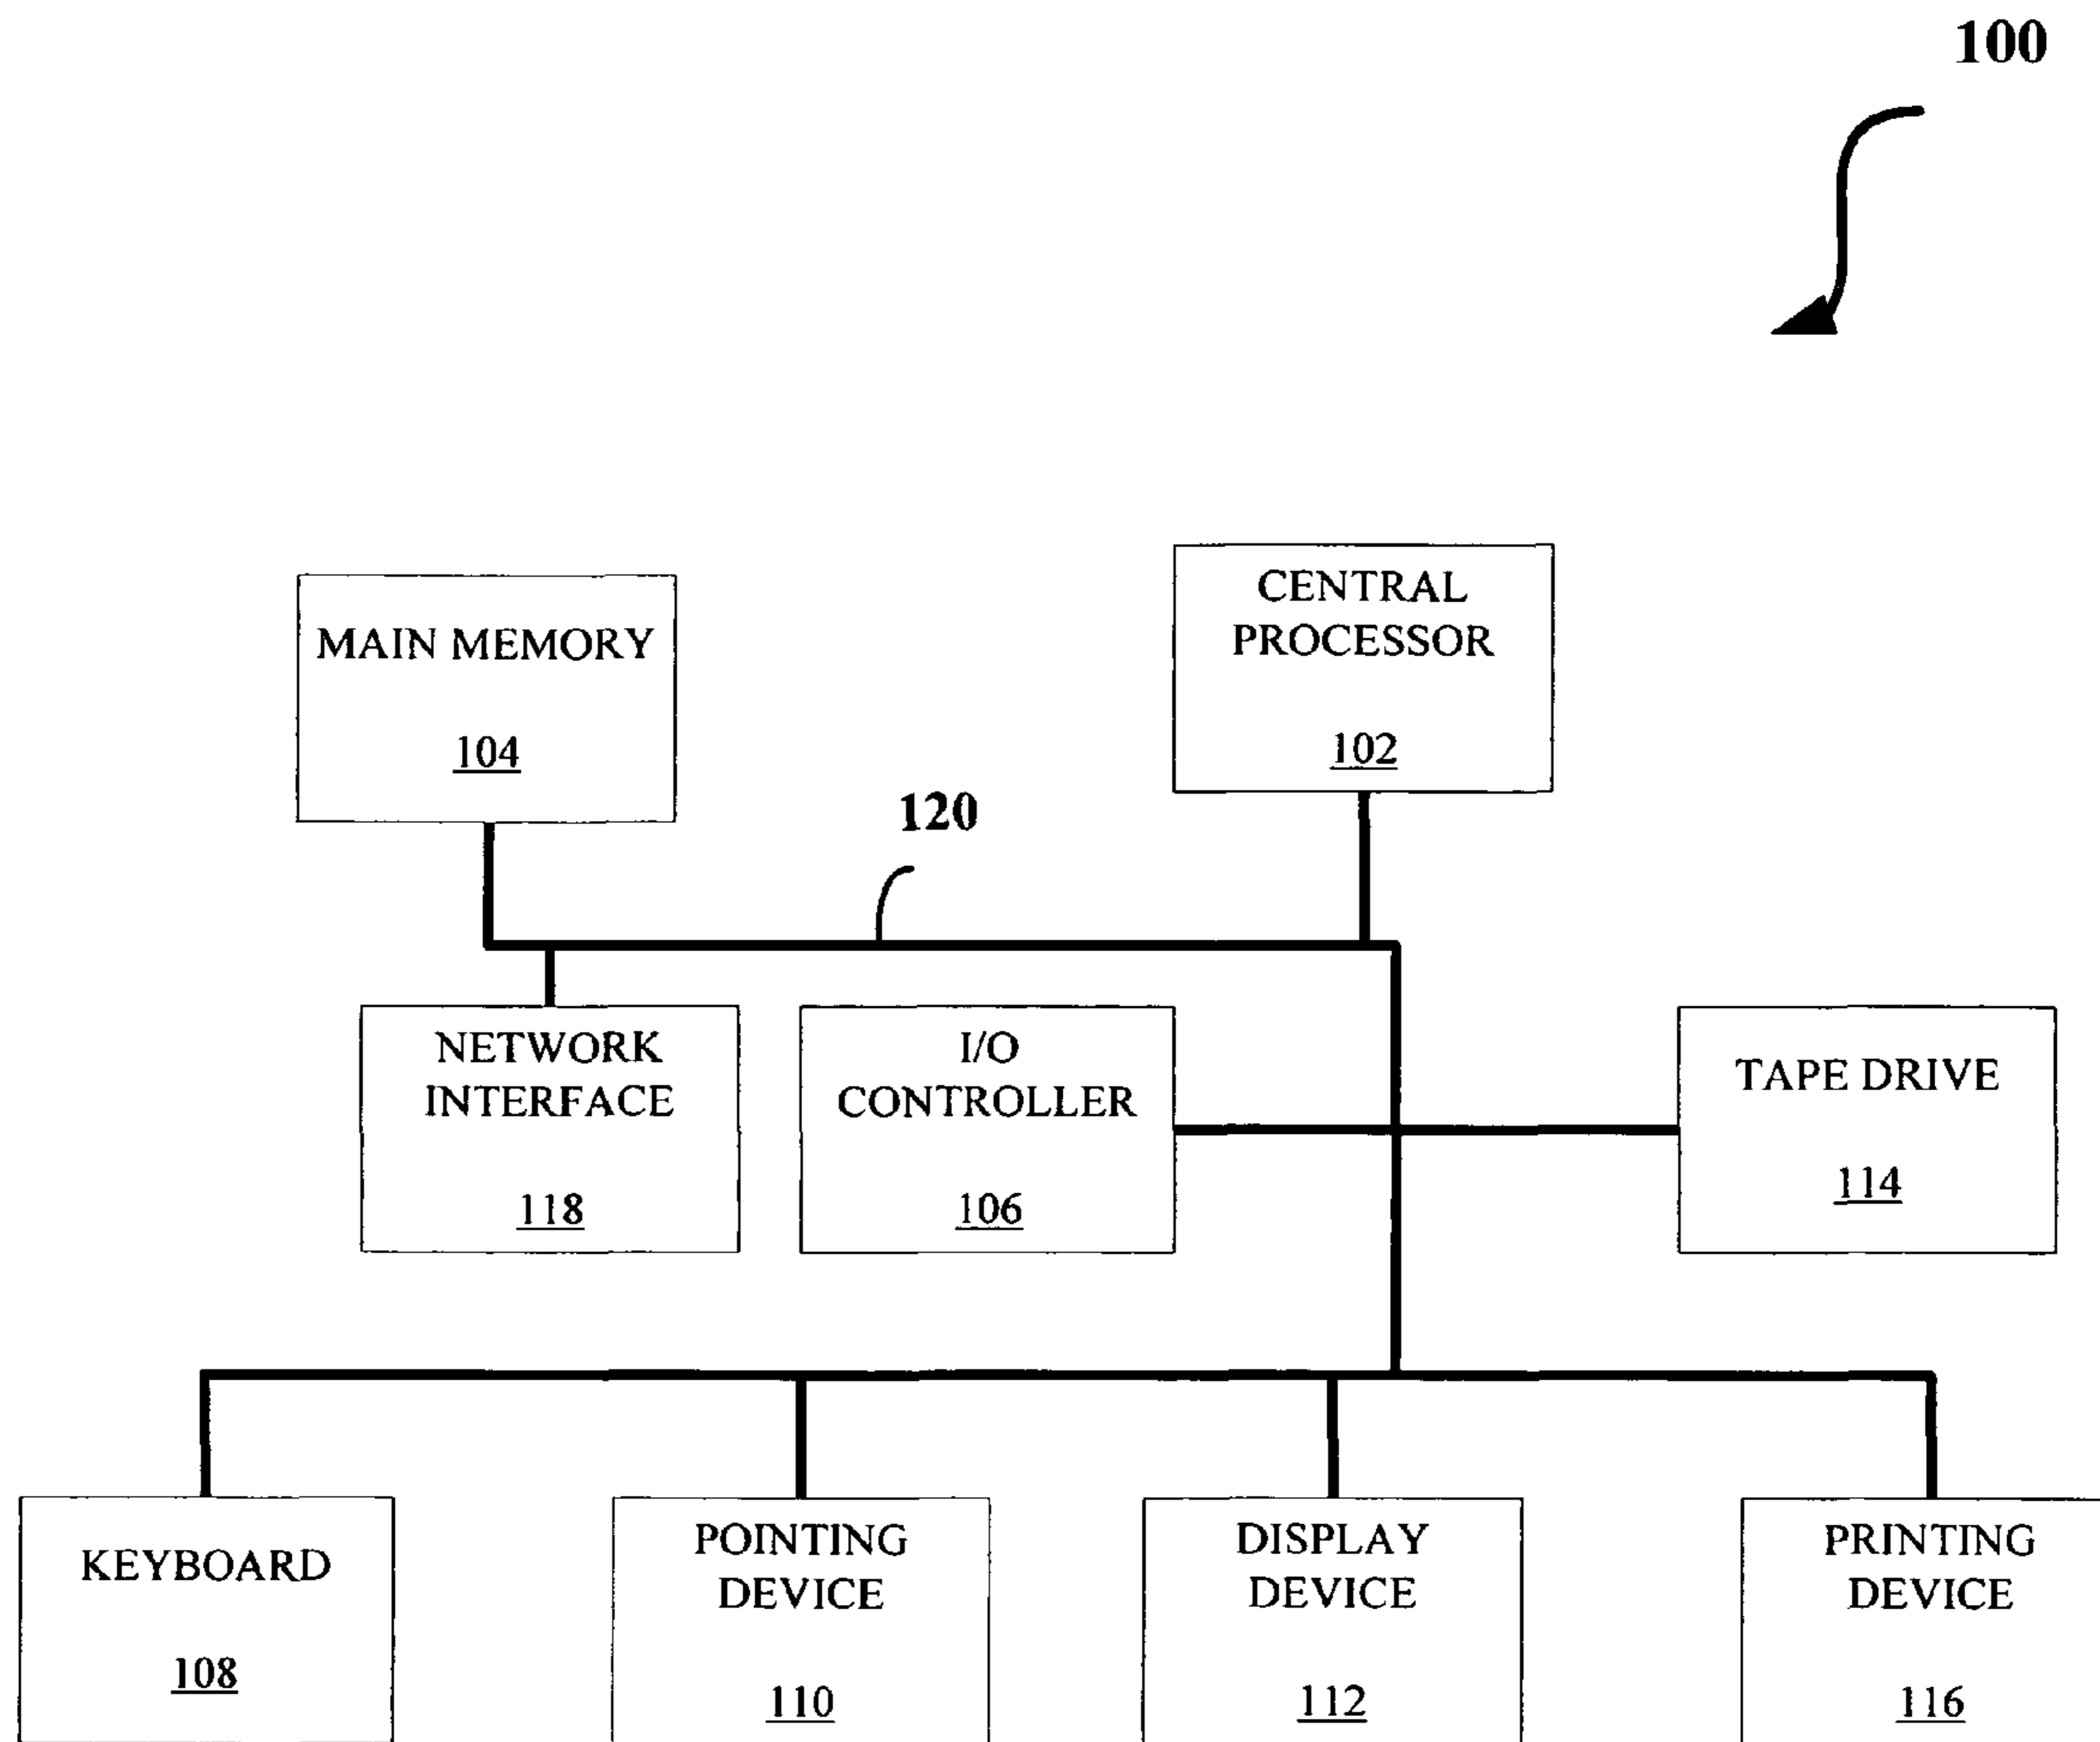 100
MAIN MEMORY
104
CENTRAL
PROCESSOR
102
120
NETWORK
INTERFACE
118
I/O
CONTROLLER
106
TAPE DRIVE
114
KEYBOARD
108
POINTING
DEVICE
110
DISPLAY
DEVICE
112
PRINTING
DEVICE
116